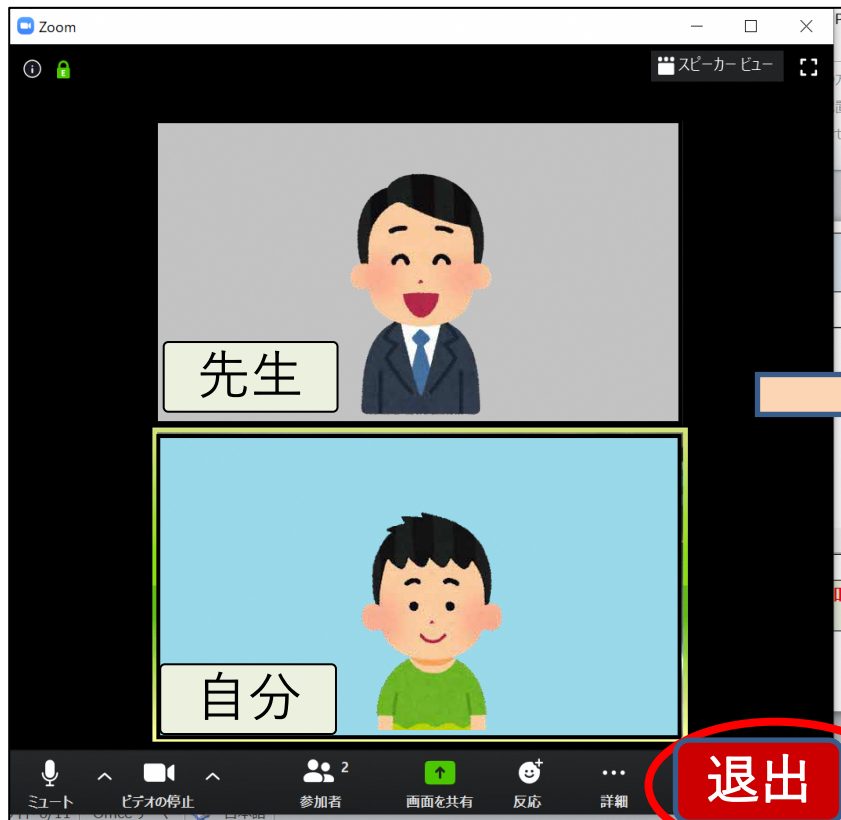 Zoom
スピーカー ビュー
先生
自分
2
ミュート
ビデオの停止
参加者
画面を共有
反応
詳細
退出